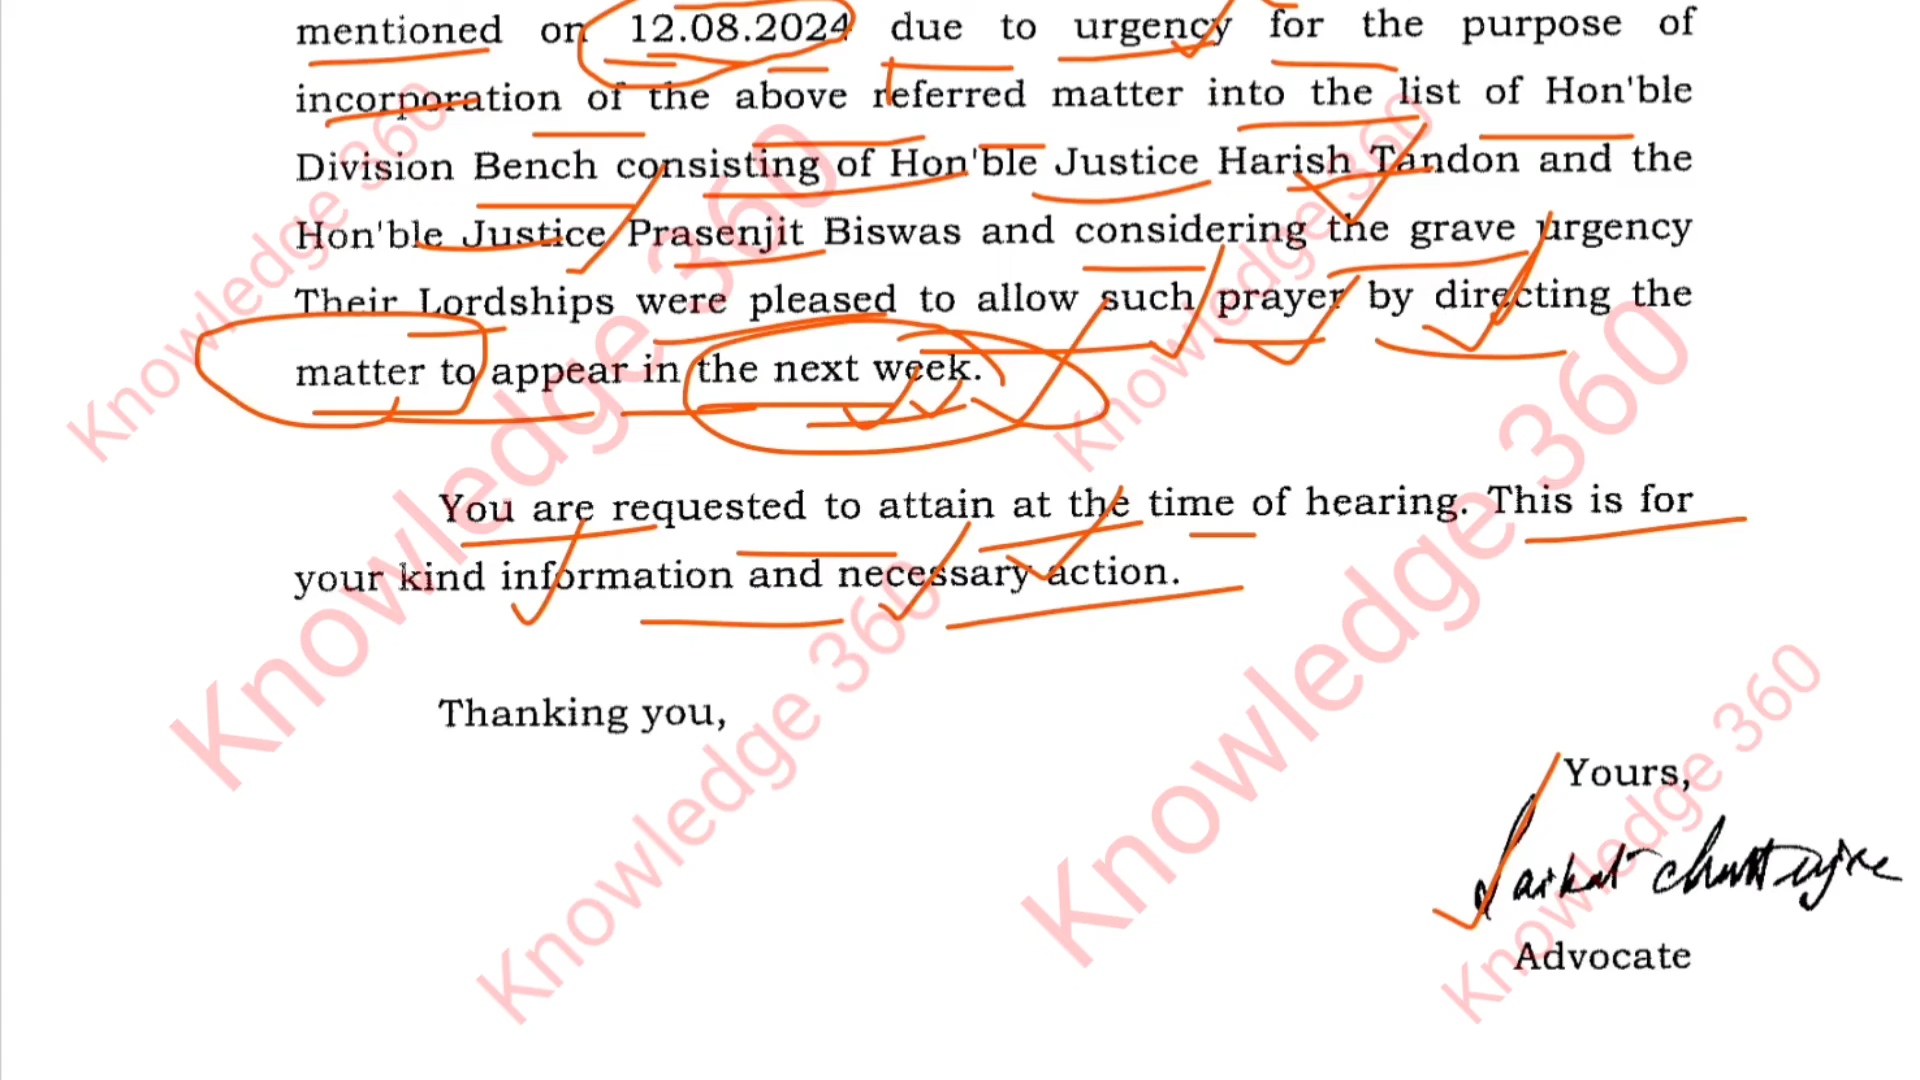 mentioned on 12.08.2024 due to urgency for the purpose of
incorporation of the above referred matter into the list of Hon'ble
Division Bench consisting of Hon'ble Justice Harish Tandon and the
Hon'ble Justice Prasenjit Biswas and considering the grave urgency
Their Lordships were pleased to allow such prayer by directing the
matter to appear in the next week.
You are requested to attain at the time of hearing. This is for
your kind information and necessary action.
Thanking you,
Yours,
Advocate
Knowledge 360
Knowledge 360
Knowledge 360
Knowledge 360
Knowledge 360
Knowledge 360